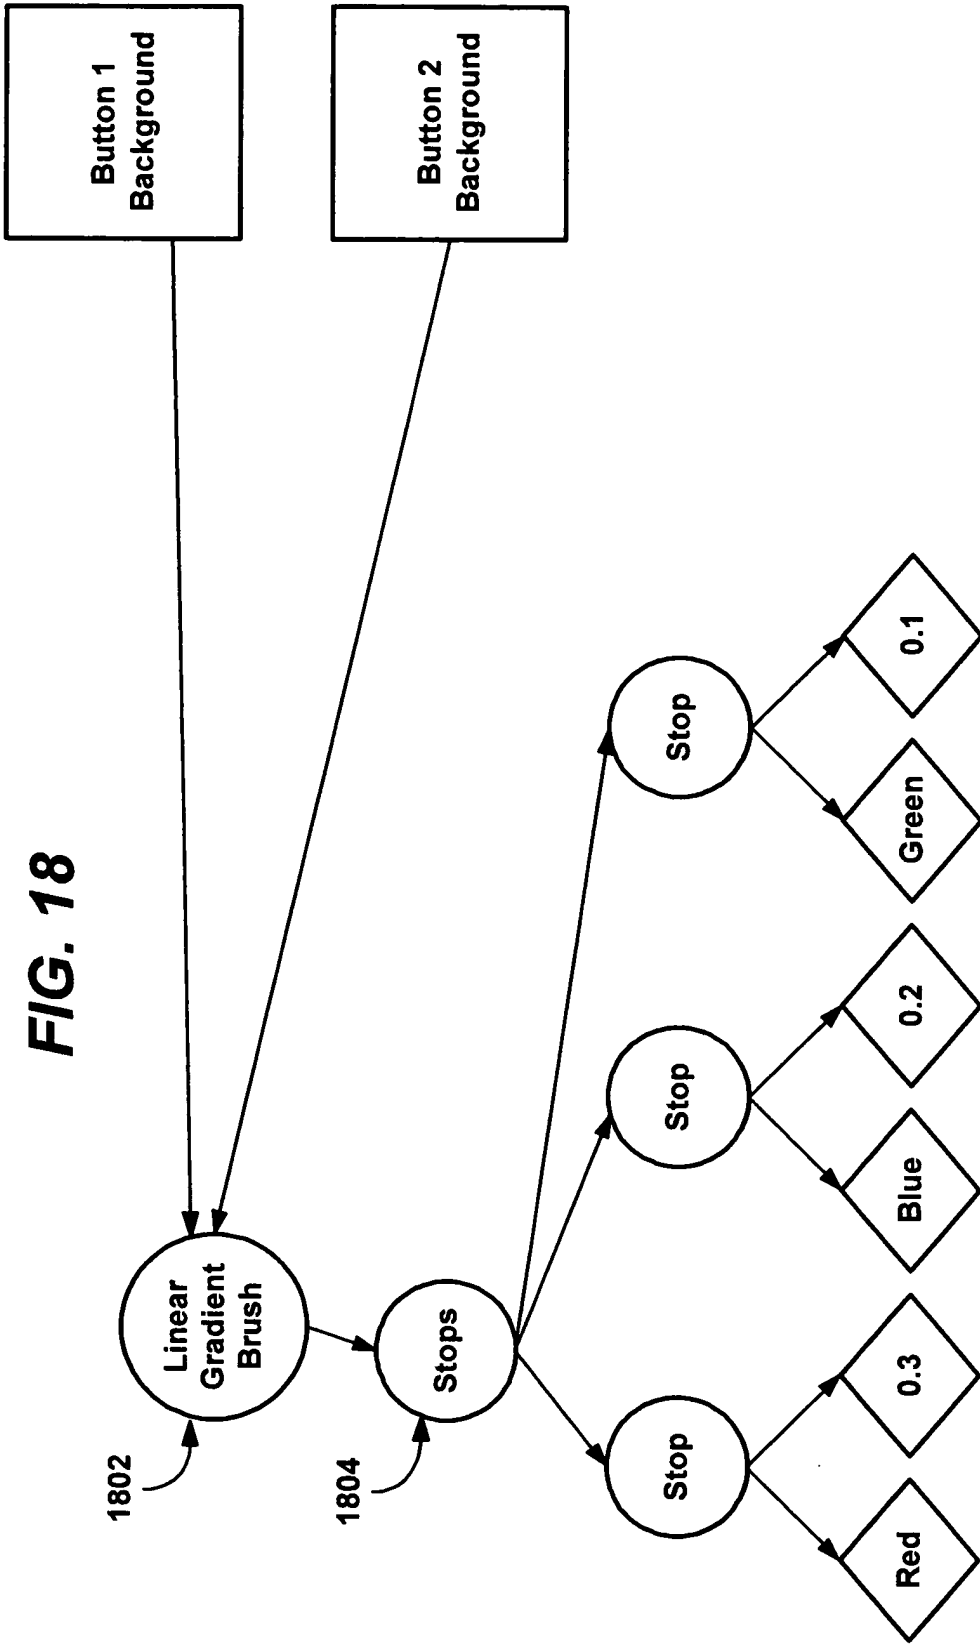 FIG. 18
Button 1
Background
Button 2
Background
1802
Linear
Gradient
Brush
1804
Stops
Stop
Stop
Stop
Red
0.3
Blue
0.2
Green
0.1